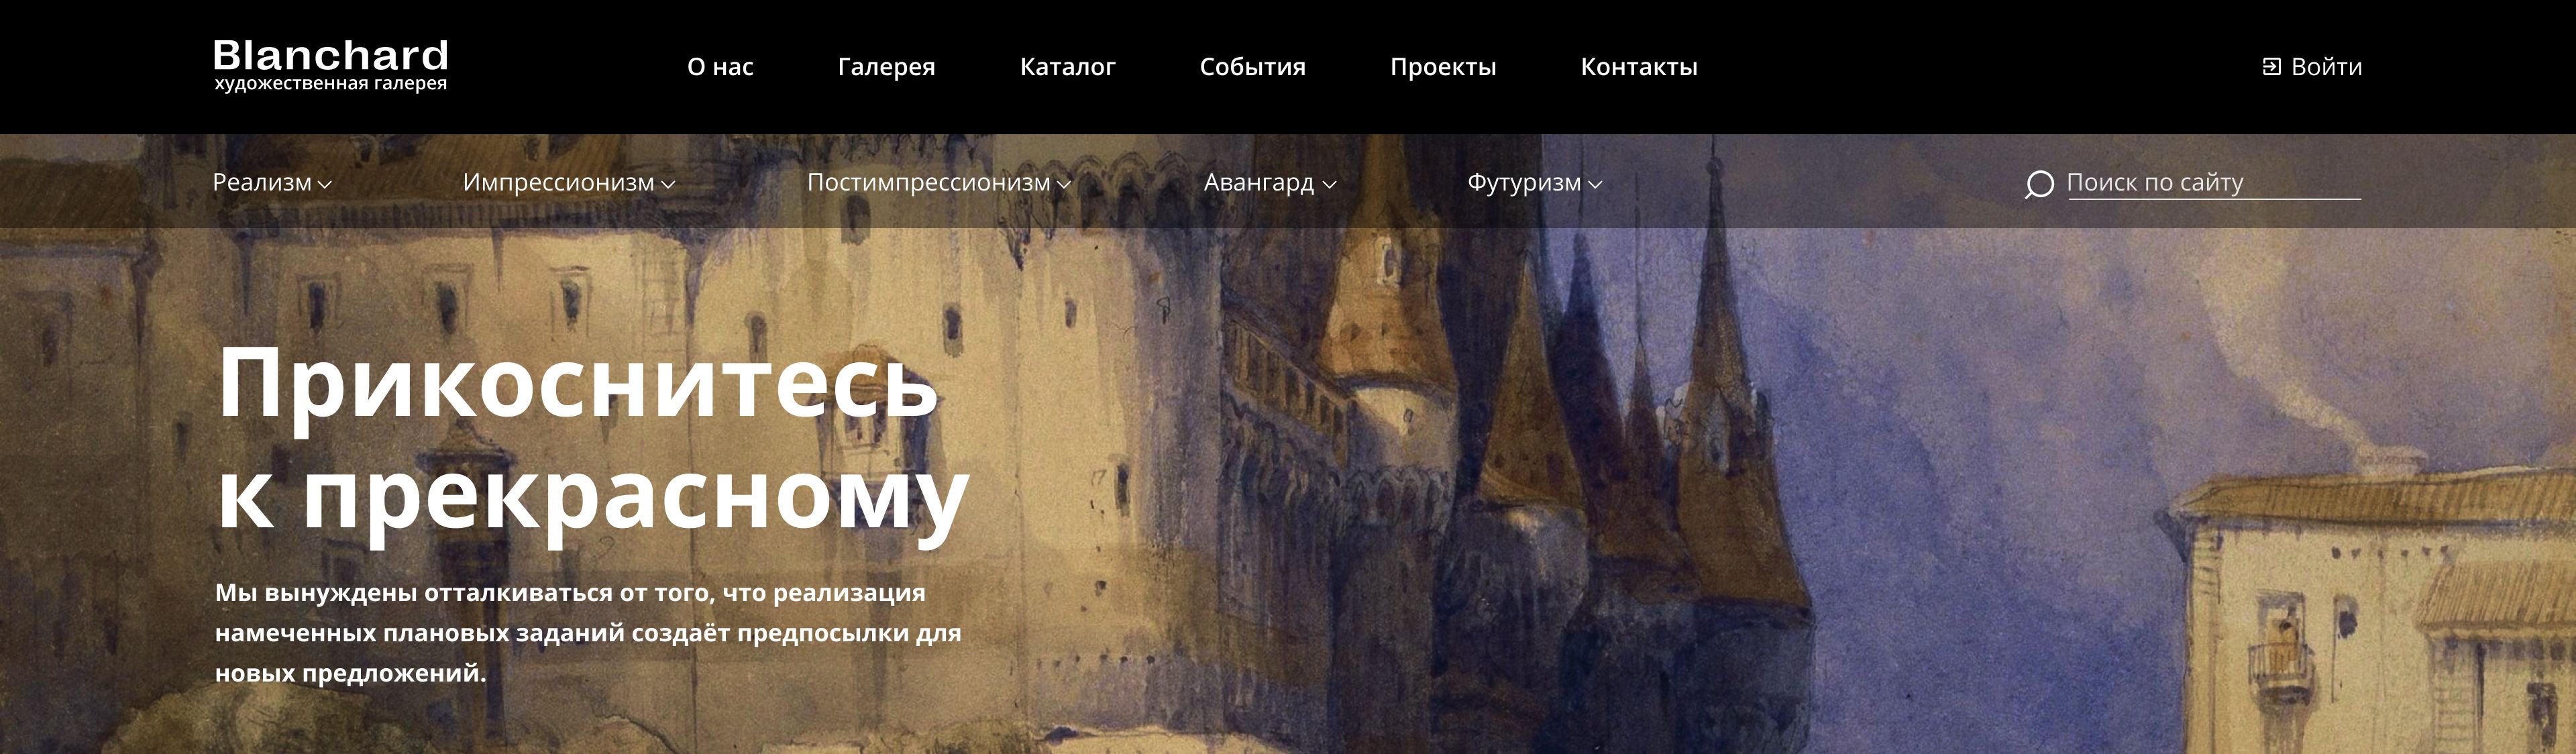 Blanchard
художественная галерея
О нас
Галерея
Каталог
События
Проекты
Контакты
Войти
Реализм
Импрессионизм
Постимпрессионизм
Авангард
Футуризм
Поиск по сайту
Прикоснитесь
к прекрасному
Мы вынуждены отталкиваться от того, что реализация
намеченных плановых заданий создаёт предпосылки для
новых предложений.